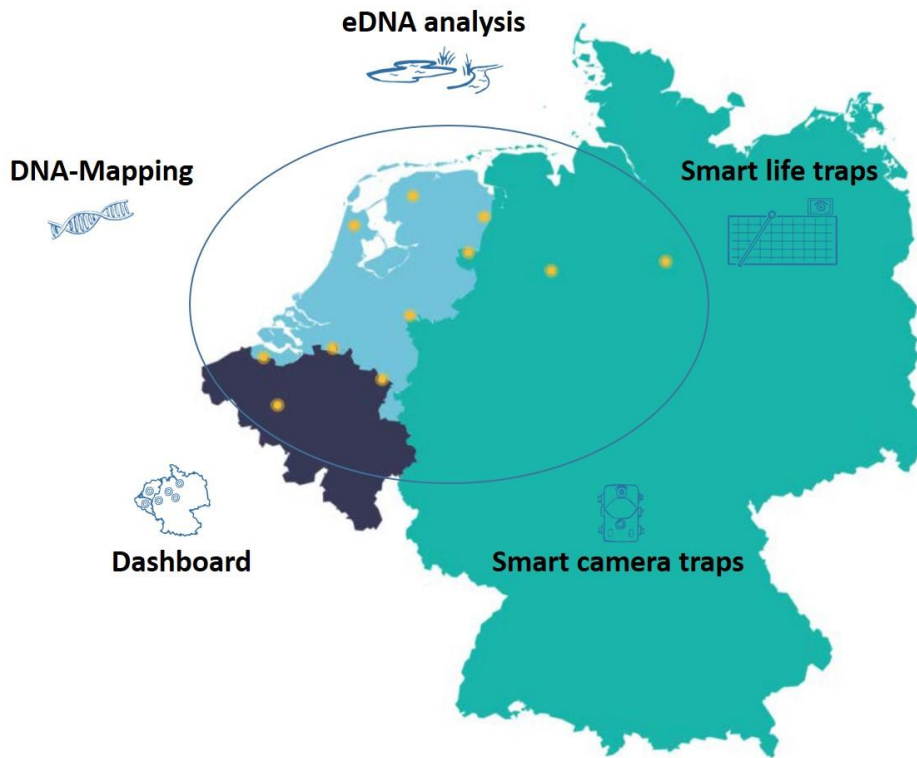 eDNA analysis
DNA-Mapping
Smart life traps
Dashboard
Smart camera traps